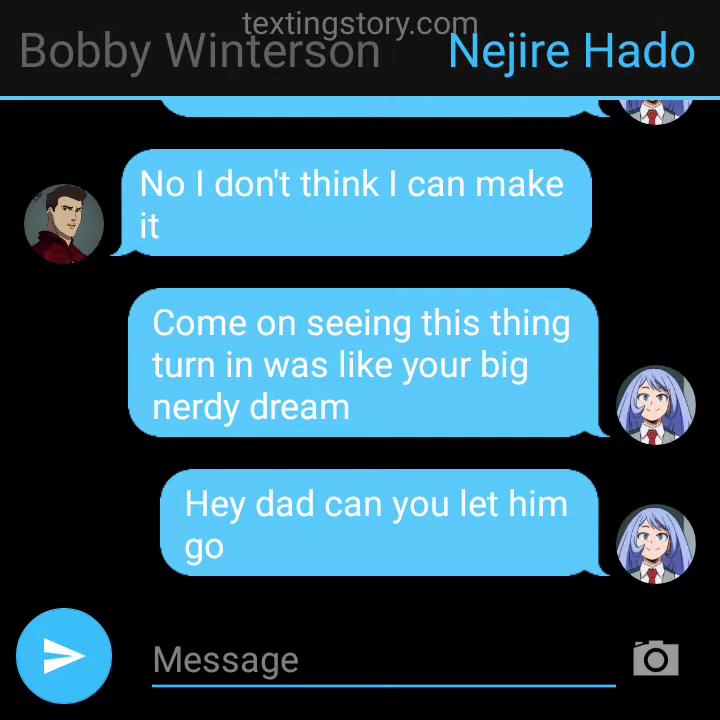 textingstory.com
Bobby Winterson
Nejire Hado
No I don't think I can make
it
Come on seeing this thing
turn in was like your big
nerdy dream
Hey dad can you let him
go
Message